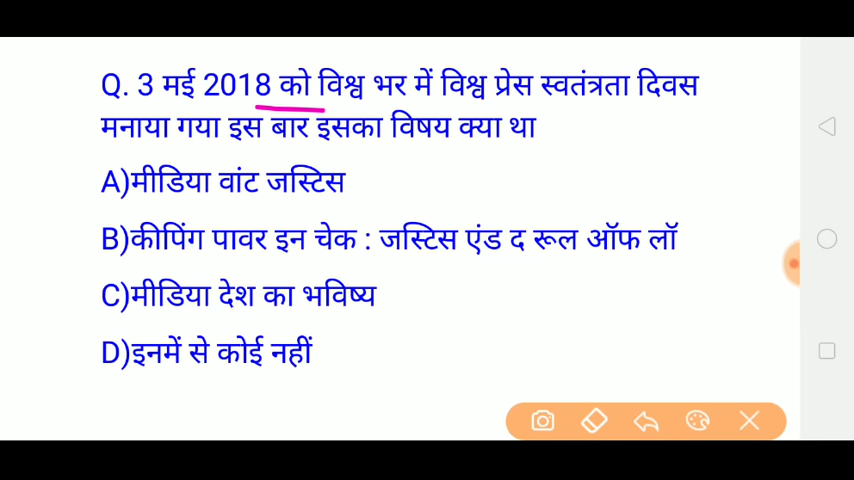 Q. 3 मई 2018 को विश्व भर में विश्व प्रेस स्वतंत्रता दिवस
मनाया गया इस बार इसका विषय क्या था
A)मीडिया वांट जस्टिस
B)कीपिंग पावर इन चेक : जस्टिस एंड द रूल ऑफ लॉ
C)मीडिया देश का भविष्य
D)इनमें से कोई नहीं